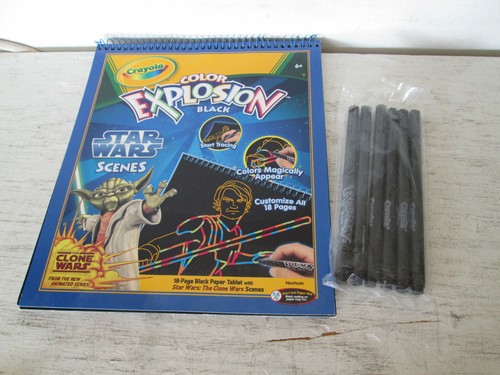 Crayola
COLOR
EXPLOSION
BLACK
6+
STAR
WARS
SCENES
Start Tracing
Colors Magically
Appear
Customize All
18 Pages
CLONE
WARS
FROM THE NEW
ANIMATED SERIES!
18-Page Black Paper Tablet with
Star Wars: The Clone Wars Scenes
Nontoxic